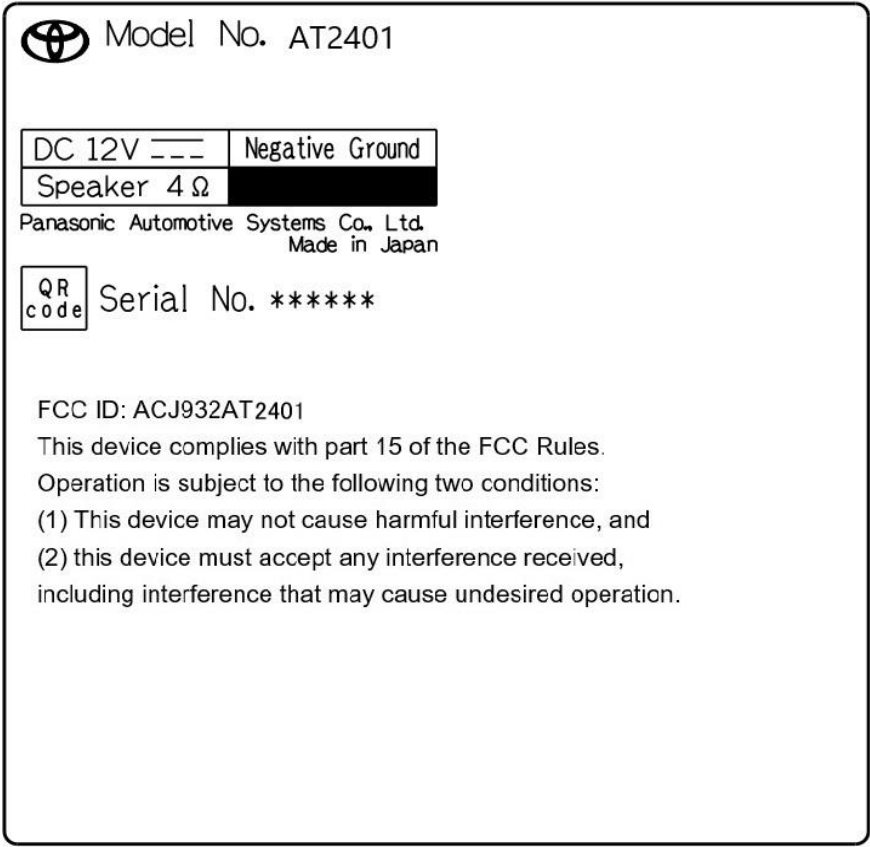 Model No. AT2401
DC 12V Negative Ground
Speaker 4Ω
Panasonic Automotive Systems Co., Ltd.
Made in Japan
QR code Serial No. ******
FCC ID: ACJ932AT2401
This device complies with part 15 of the FCC Rules.
Operation is subject to the following two conditions:
(1) This device may not cause harmful interference, and
(2) this device must accept any interference received,
including interference that may cause undesired operation.